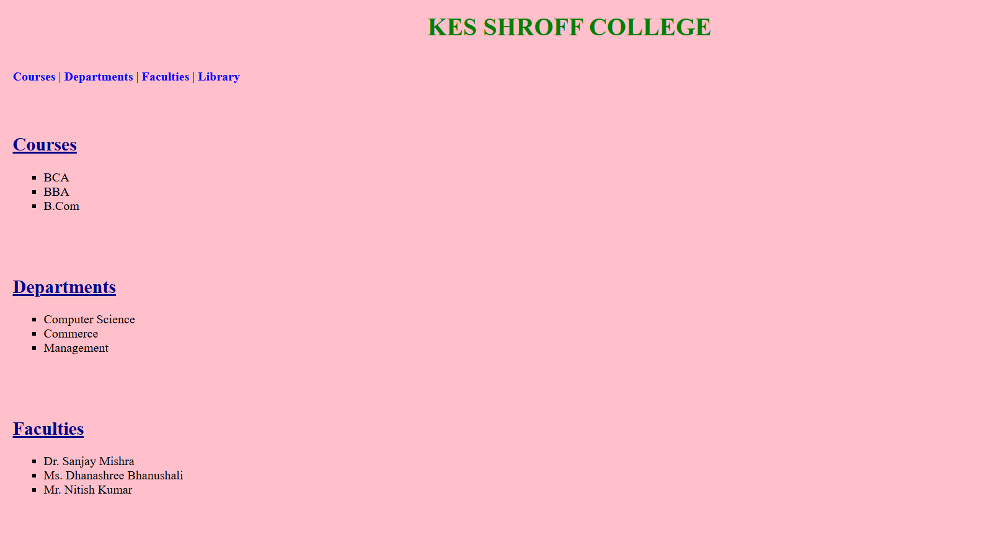 KES SHROFF COLLEGE
Courses | Departments | Faculties | Library
Courses
BCA
BBA
B.Com
Departments
Computer Science
Commerce
Management
Faculties
Dr. Sanjay Mishra
Ms. Dhanashree Bhanushali
Mr. Nitish Kumar